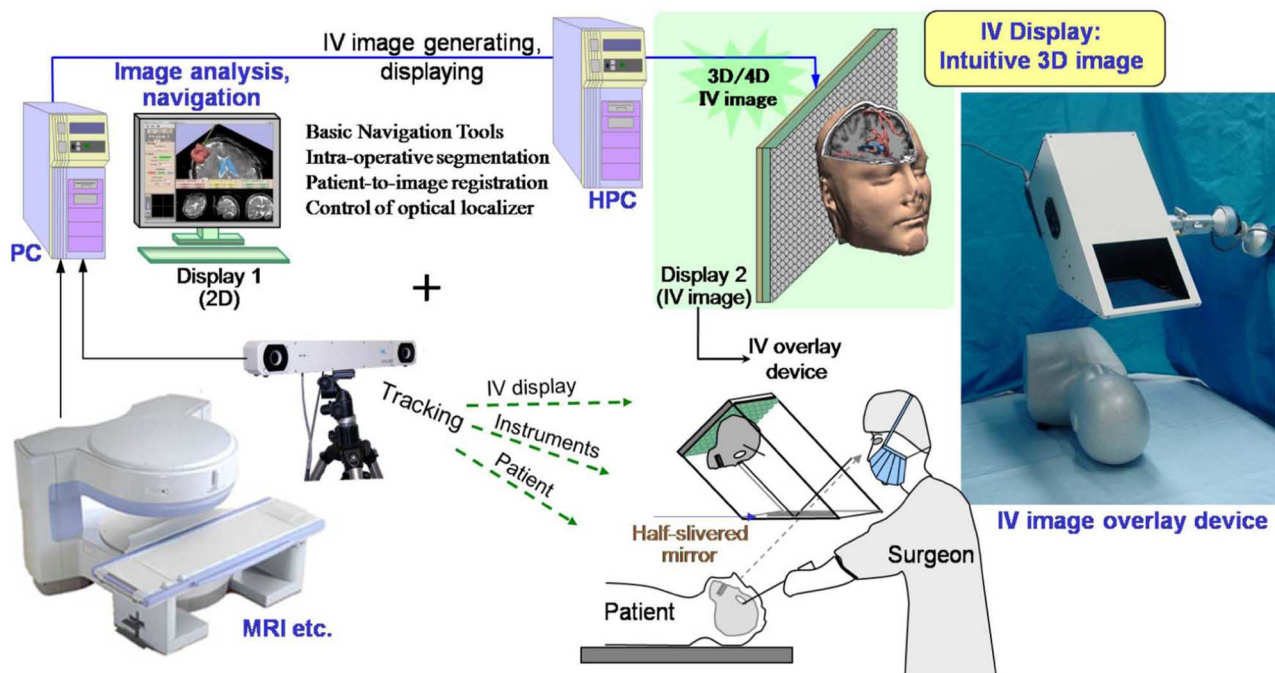 IV image generating,
displaying
Image analysis,
navigation
Basic Navigation Tools
Intra-operative segmentation
Patient-to-image registration
Control of optical localizer
PC
Display 1
(2D)
HPC
3D/4D
IV image
Display 2
(IV image)
IV Display:
Intuitive 3D image
+
IV overlay
device
Tracking
IV display
Instruments
Patient
Half-slivered
mirror
Surgeon
Patient
MRI etc.
IV image overlay device